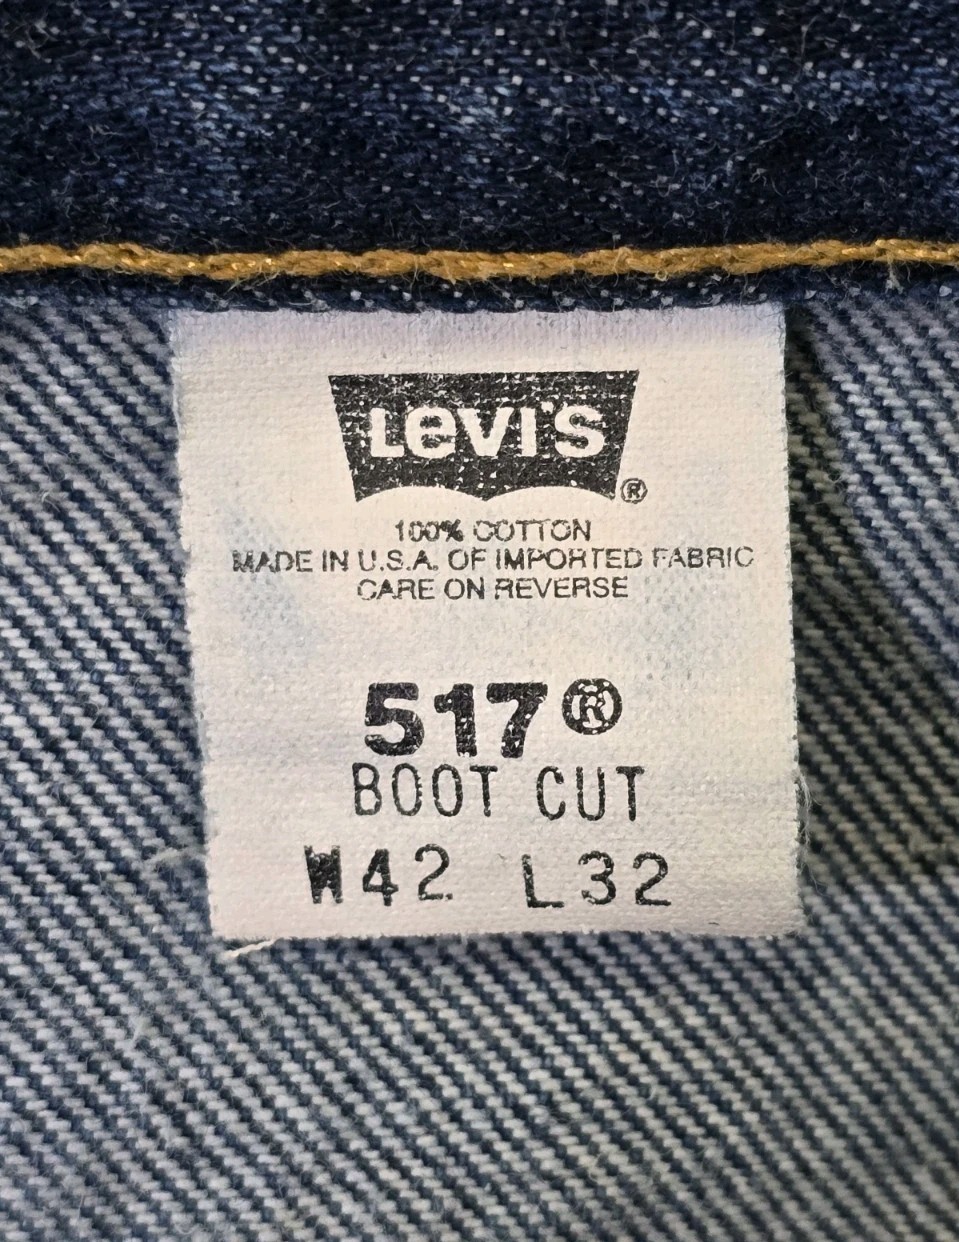 Levi's ®
100% COTTON
MADE IN U.S.A. OF IMPORTED FABRIC
CARE ON REVERSE
517®
BOOT CUT
W42 L32